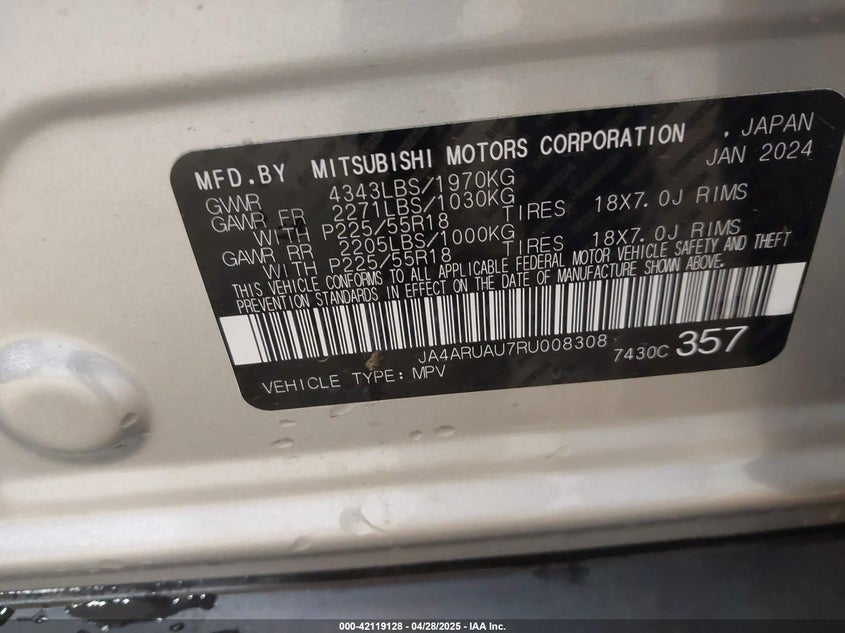 MFD.BY MITSUBISHI MOTORS CORPORATION . JAPAN
JAN 2024
GVWR 4343LBS/1970KG
GAWR FR 2271LBS/1030KG
WITH P225/55R18 TIRES 18X7.0J RIMS
GAWR RR 2205LBS/1000KG
WITH P225/55R18 TIRES 18X7.0J RIMS
THIS VEHICLE CONFORMS TO ALL APPLICABLE FEDERAL MOTOR VEHICLE SAFETY AND THEFT
PREVENTION STANDARDS IN EFFECT ON THE DATE OF MANUFACTURE SHOWN ABOVE.
JA4ARUAU7RU008308 7430C 357
VEHICLE TYPE: MPV
000-42119128 - 04/28/2025 - IAA Inc.